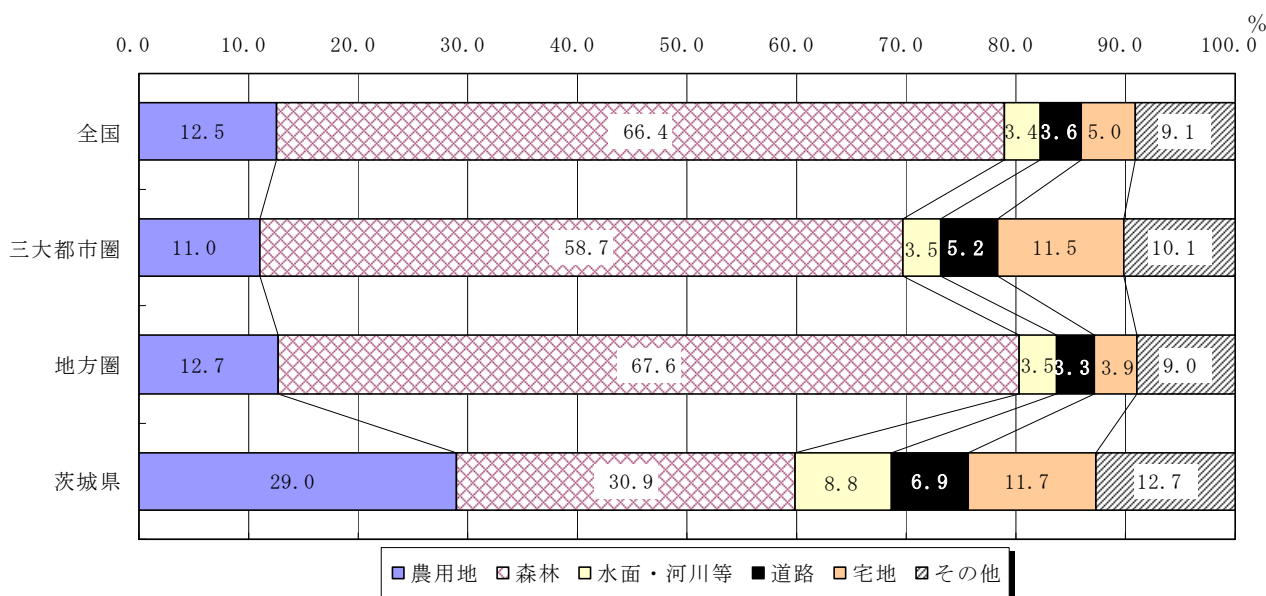 %
0.0 10.0 20.0 30.0 40.0 50.0 60.0 70.0 80.0 90.0 100.0
全国 12.5 66.4 3.4 3.6 5.0 9.1
三大都市圏 11.0 58.7 3.5 5.2 11.5 10.1
地方圏 12.7 67.6 3.5 3.3 3.9 9.0
茨城県 29.0 30.9 8.8 6.9 11.7 12.7
農用地 森林 水面・河川等 道路 宅地 その他